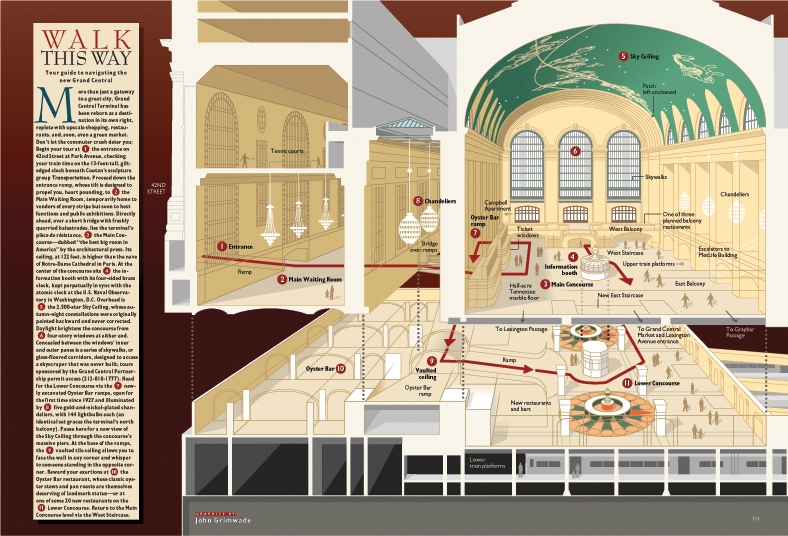 WALK
THIS WAY
Your guide to navigating the
new Grand Central
More than just a gateway
to a great city, Grand
Central Terminal has
been reborn as a desti-
nation in its own right,
replete with upscale shopping, restau-
rants, and, soon, even a green market.
Don't let the commuter crush deter you:
Begin your tour at 1 the entrance on
42nd Street at Park Avenue, checking
your train time on the 13-foot-tall, gilt-
edged clock beneath Coutan's sculpture
group Transportation. Proceed down the
entrance ramp, whose tilt is designed to
propel you, heart pounding, to 2 the
Main Waiting Room, temporarily home to
vendors of every stripe but soon to host
functions and public exhibitions. Directly
ahead, over a short bridge with freshly
quarried balustrades, lies the terminal's
pièce de résistance, 3 the Main Con-
course—dubbed "the best big room in
America" by the architectural press. Its
ceiling, at 122 feet, is higher than the nave
of Notre-Dame Cathedral in Paris. At the
center of the concourse sits 4 the in-
formation booth with its four-sided brass
clock, kept perpetually in sync with the
atomic clock at the U.S. Naval Observa-
tory in Washington, D.C. Overhead is
5 the 2,500-star Sky Ceiling, whose au-
tumn-night constellations were originally
painted backward and never corrected.
Daylight brightens the concourse from
6 four-story windows at either end.
Concealed between the windows' inner
and outer panes is a series of skywalks, or
glass-floored corridors, designed to access
a skyscraper that was never built; tours
sponsored by the Grand Central Partner-
ship permit access (212-818-1777). Head
for the Lower Concourse via the 7 new-
ly excavated Oyster Bar ramps, open for
the first time since 1927 and illuminated
by 8 five gold-and-nickel-plated chan-
deliers, with 144 lightbulbs each (an
identical set graces the terminal's north
balcony). Pause here for a new view of
the Sky Ceiling through the concourse's
massive piers. At the base of the ramps,
the 9 vaulted tile ceiling allows you to
face the wall in any corner and whisper
to someone standing in the opposite cor-
ner. Reward your exertions at 10 the
Oyster Bar restaurant, whose classic oys-
ter stews and pan roasts are themselves
deserving of landmark status—or at
one of some 20 new restaurants on the
11 Lower Concourse. Return to the Main
Concourse level via the West Staircase.
42ND
STREET
5 Sky Ceiling
Patch
left uncleaned
Tennis courts
6
Skywalks
8 Chandeliers
Chandeliers
Campbell
Apartment
Oyster Bar
ramp
7
One of three
planned balcony
restaurants
Ticket
windows
West Balcony
1 Entrance
Bridge
over ramps
Ramp
2 Main Waiting Room
4
Information
booth
West Staircase
Escalators to
MetLife Building
Upper train platforms
3 Main Concourse
East Balcony
Half-acre
Tennessee
marble floor
New East Staircase
To Lexington Passage
To Grand Central
Market and Lexington
Avenue entrance
To Graybar
Passage
Oyster Bar 10
9
Vaulted
ceiling
Ramp
Oyster Bar
ramp
11 Lower Concourse
New restaurants
and bars
Lower
train platforms
GRAPHICS BY
John Grimwade